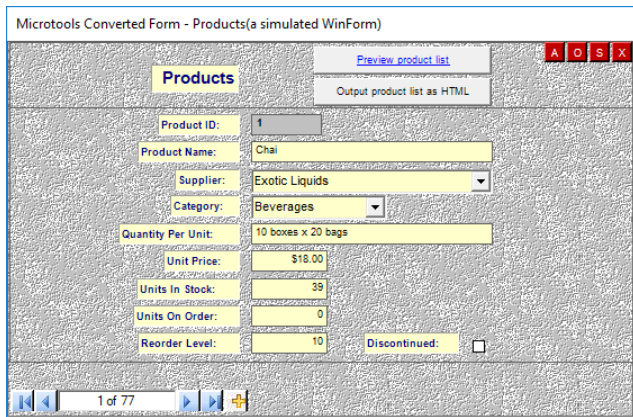 Microtools Converted Form - Products(a simulated WinForm)
Preview product list
A O S X
Products
Output product list as HTML
Product ID: 1
Product Name: Chai
Supplier: Exotic Liquids
Category: Beverages
Quantity Per Unit: 10 boxes x 20 bags
Unit Price: $18.00
Units In Stock: 39
Units On Order: 0
Reorder Level: 10 Discontinued:
1 of 77